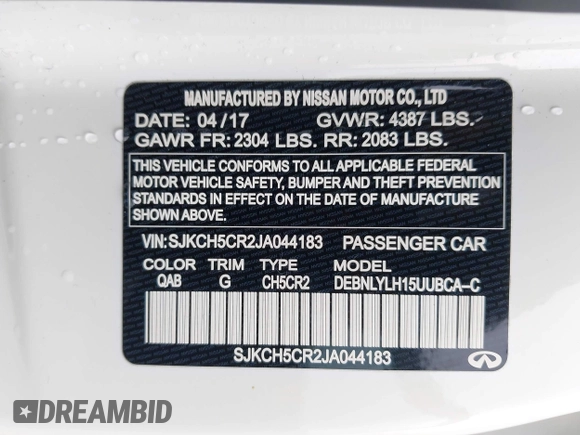 MANUFACTURED BY NISSAN MOTOR CO., LTD
DATE: 04/17 GVWR: 4387 LBS.
GAWR FR: 2304 LBS. RR: 2083 LBS.
THIS VEHICLE CONFORMS TO ALL APPLICABLE FEDERAL
MOTOR VEHICLE SAFETY, BUMPER AND THEFT PREVENTION
STANDARDS IN EFFECT ON THE DATE OF MANUFACTURE
SHOWN ABOVE.
VIN: SJKCH5CR2JA044183 PASSENGER CAR
COLOR TRIM TYPE MODEL
QAB G CH5CR2 DEBNLYLH15UUBCA-C
SJKCH5CR2JA044183
DREAMBID